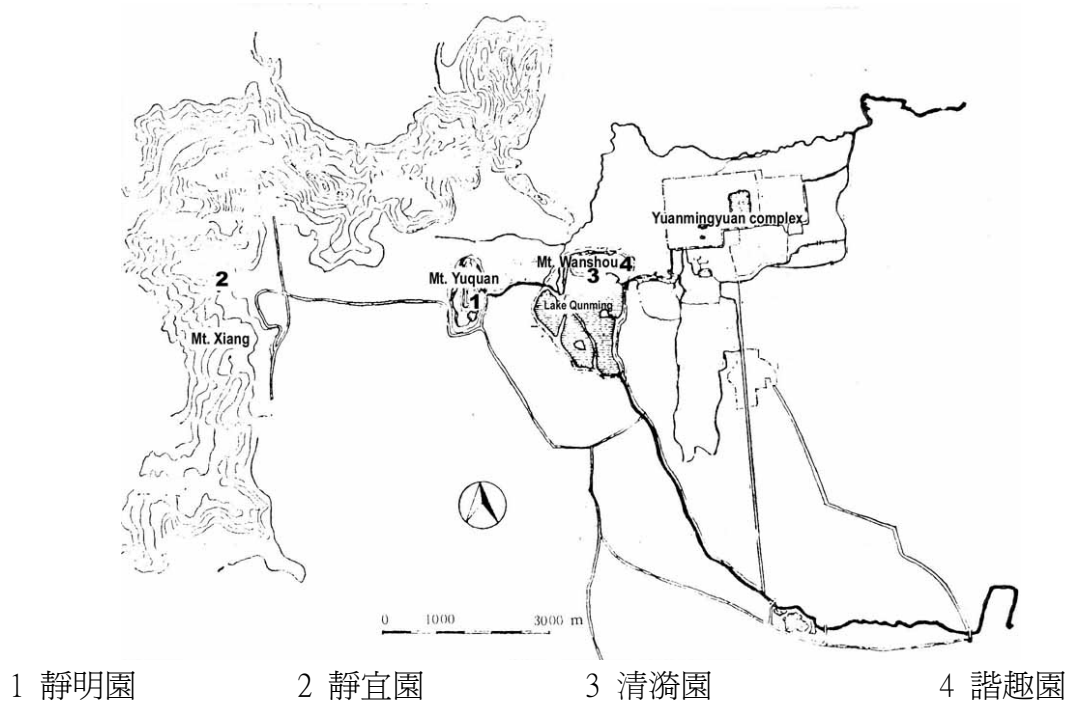 Yuanmingyuan complex
Mt. Wanshou 4
3
2
Mt. Yuquan
1
Lake Qunming
Mt. Xiang
0 1000 3000 m
1 靜明園 2 靜宜園 3 清漪園 4 諧趣園